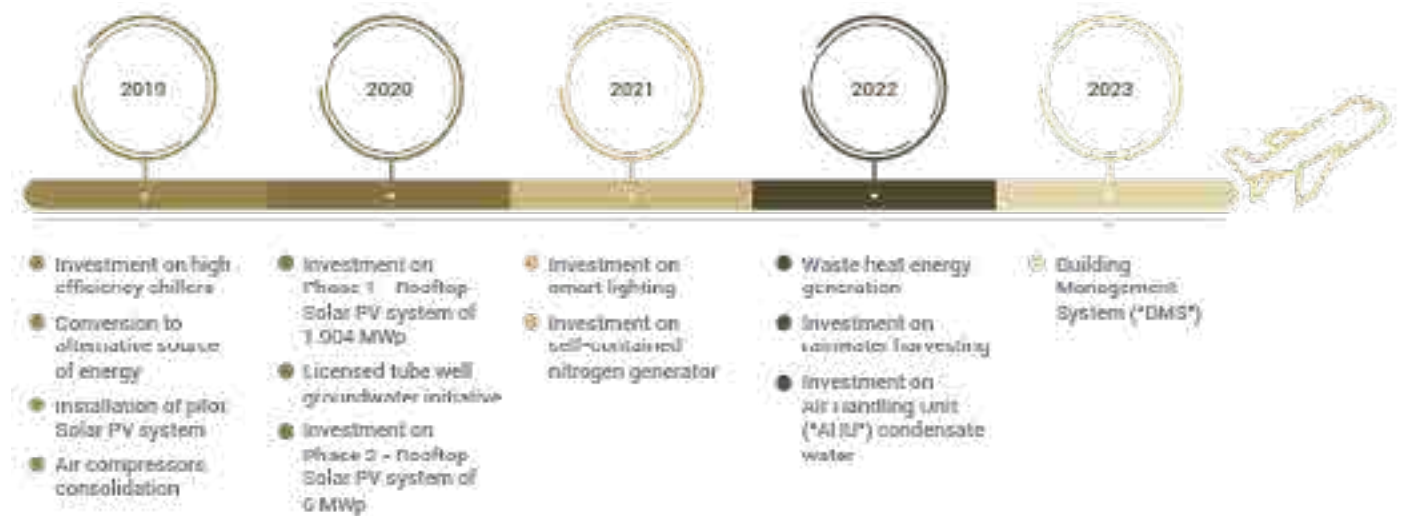 2019
2020
2021
2022
2023
Investment on high
efficiency chillers
Conversion to
alternative source
of energy
Installation of pilot
Solar PV system
Air compressors
consolidation
Investment on
Phase 1 – Rooftop
Solar PV system of
1.904 MWp
Licensed tube well
groundwater initiative
Investment on
Phase 2 – Rooftop
Solar PV system of
MWp
Investment on
smart lighting
Investment on
self-contained
nitrogen generator
Waste heat energy
generation
Investment on
rainwater harvesting
Investment on
Air Handling Unit
("AHU") condensate
water
Building
Management
System ("BMS")